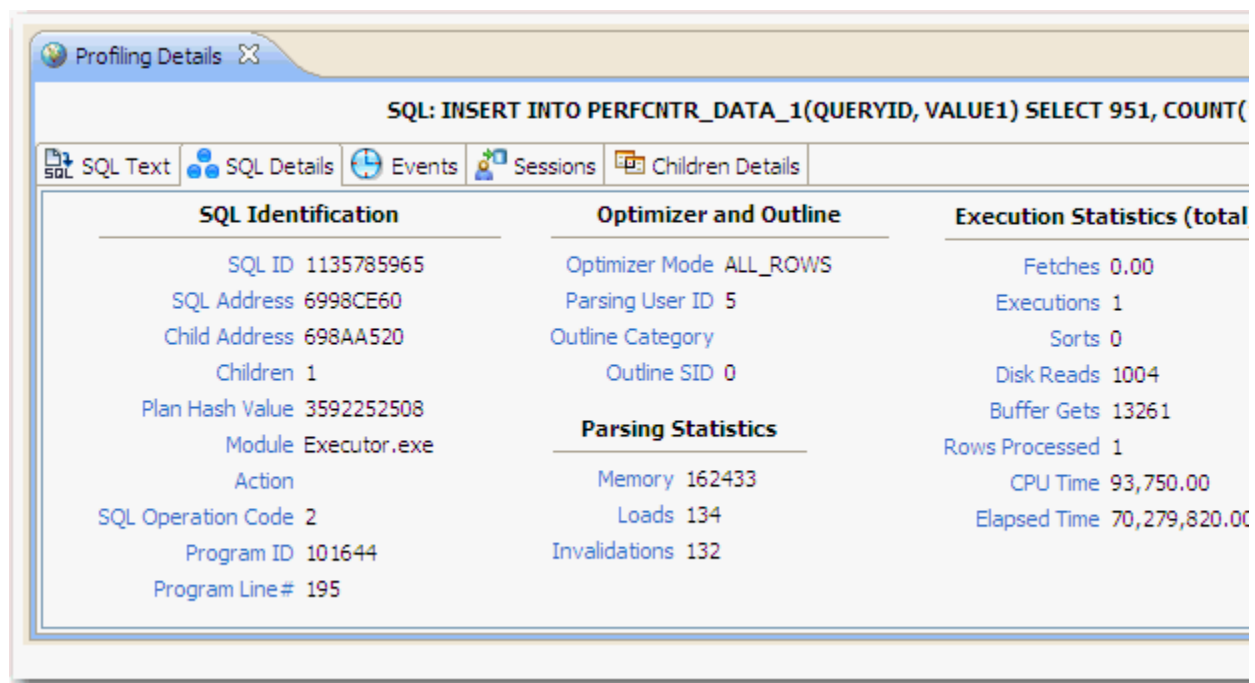 Profiling Details
SQL: INSERT INTO PERFCNTR_DATA_1(QUERYID, VALUE1) SELECT 951, COUNT(
SQL Text SQL Details Events Sessions Children Details
SQL Identification
SQL ID 1135785965
SQL Address 6998CE60
Child Address 698AA520
Children 1
Plan Hash Value 3592252508
Module Executor.exe
Action
SQL Operation Code 2
Program ID 101644
Program Line# 195
Optimizer and Outline
Optimizer Mode ALL_ROWS
Parsing User ID 5
Outline Category
Outline SID 0
Parsing Statistics
Memory 162433
Loads 134
Invalidations 132
Execution Statistics (total
Fetches 0.00
Executions 1
Sorts 0
Disk Reads 1004
Buffer Gets 13261
Rows Processed 1
CPU Time 93,750.00
Elapsed Time 70,279,820.00